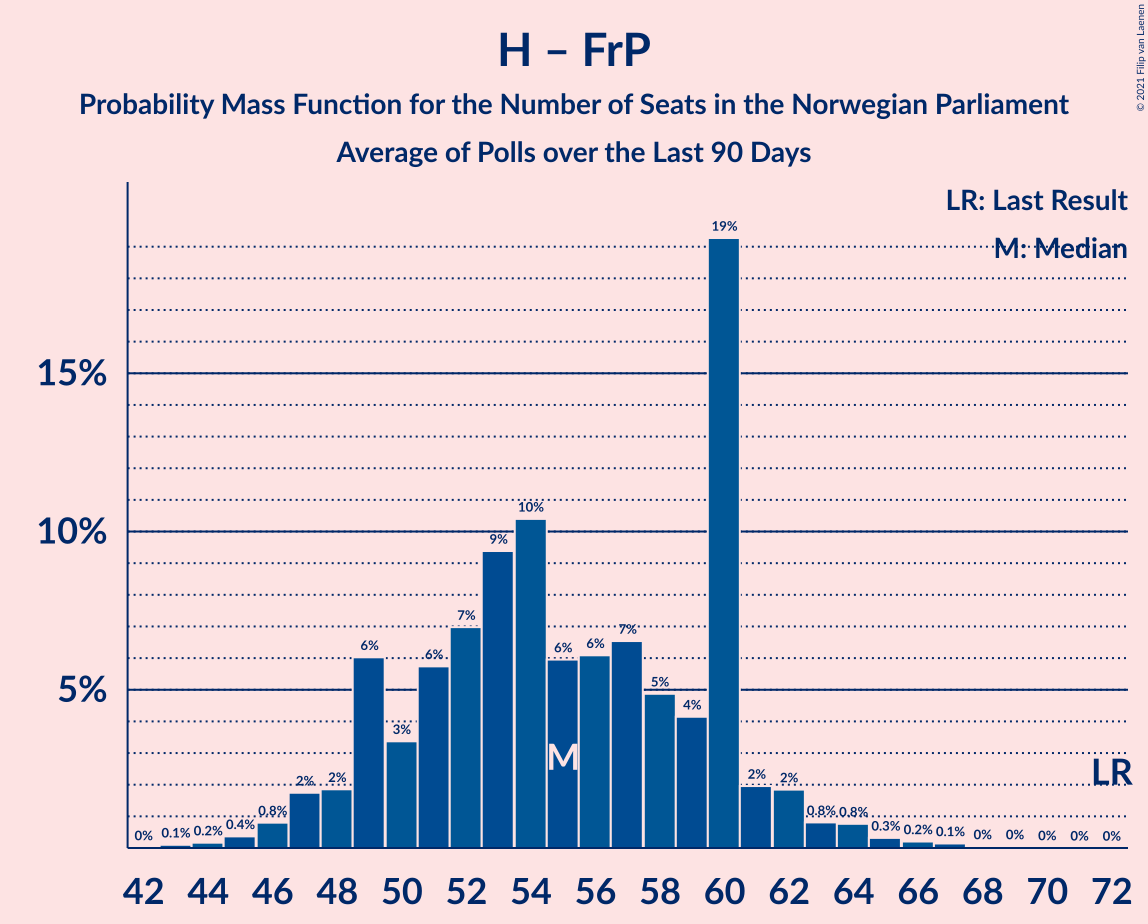 H – FrP
Probability Mass Function for the Number of Seats in the Norwegian Parliament
Average of Polls over the Last 90 Days
© 2021 Filip van Laenen
LR: Last Result
M: Median
15%
10%
5%
0% 0.1% 0.2% 0.4% 0.8% 2% 2% 6% 3% 6% 7% 9% 10% 6% 6% 7% 5% 4% 19% 2% 2% 0.8% 0.8% 0.3% 0.2% 0.1% 0% 0% 0% 0% 0%
M
LR
42 44 46 48 50 52 54 56 58 60 62 64 66 68 70 72